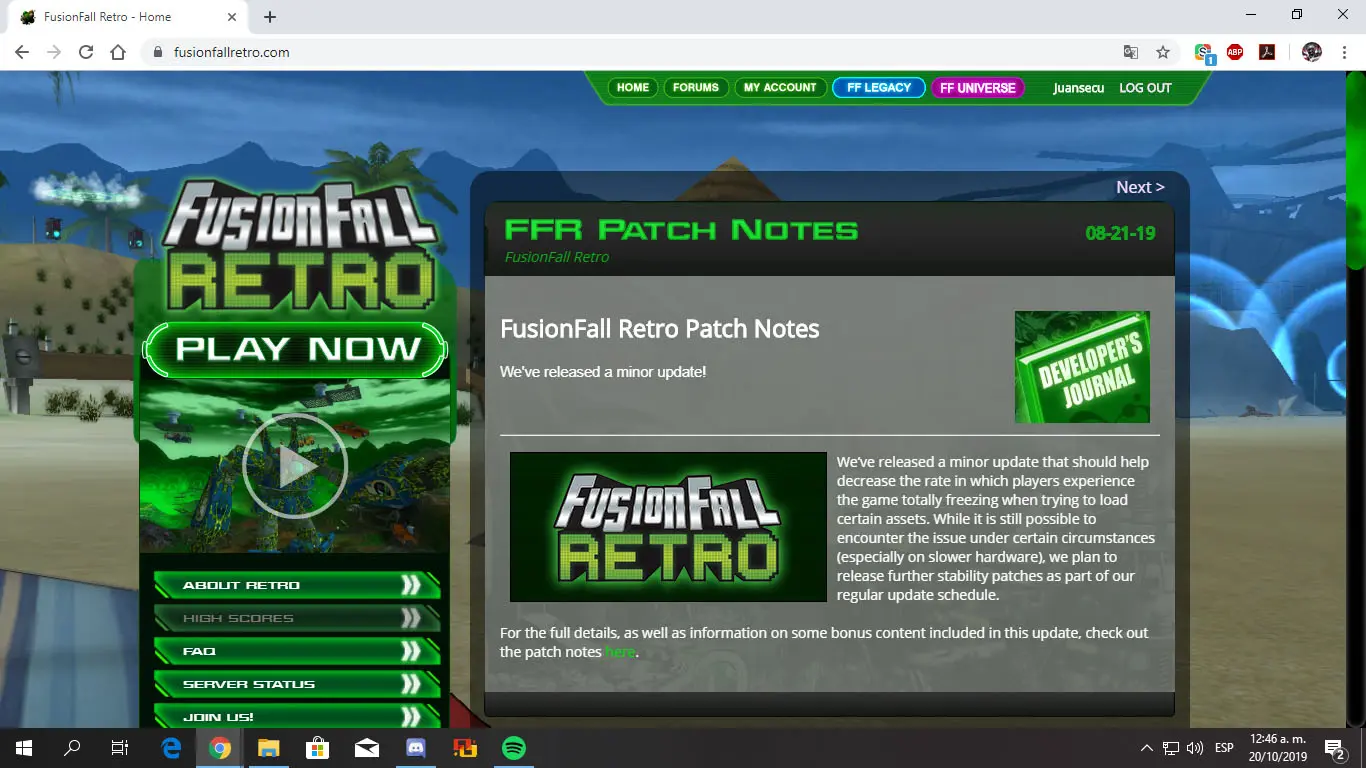 FusionFall Retro - Home
fusionfallretro.com
ABP
1
HOME
FORUMS
MY ACCOUNT
FF LEGACY
FF UNIVERSE
Juansecu
LOG OUT
FUSIONFALL
RETRO
PLAY NOW
ABOUT RETRO
HIGH SCORES
FAQ
SERVER STATUS
JOIN US!
Next >
FFR PATCH NOTES
08-21-19
FusionFall Retro
FusionFall Retro Patch Notes
We've released a minor update!
DEVELOPER'S
JOURNAL
FUSIONFALL
RETRO
We've released a minor update that should help
decrease the rate in which players experience
the game totally freezing when trying to load
certain assets. While it is still possible to
encounter the issue under certain circumstances
(especially on slower hardware), we plan to
release further stability patches as part of our
regular update schedule.
For the full details, as well as information on some bonus content included in this update, check out
the patch notes here.
ESP
12:46 a. m.
20/10/2019
2